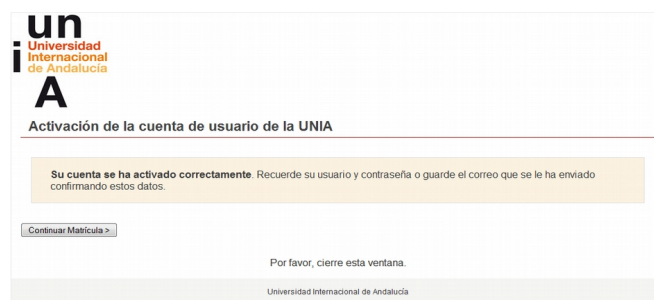 un
i
Universidad
Internacional
de Andalucía
A
Activación de la cuenta de usuario de la UNIA
Su cuenta se ha activado correctamente. Recuerde su usuario y contraseña o guarde el correo que se le ha enviado
confirmando estos datos.
Continuar Matrícula >
Por favor, cierre esta ventana.
Universidad Internacional de Andalucía